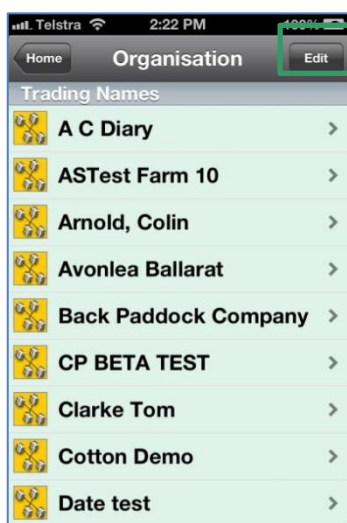 Telstra 2:22 PM 100%
Home Organisation Edit
Trading Names
A C Diary
ASTest Farm 10
Arnold, Colin
Avonlea Ballarat
Back Paddock Company
CP BETA TEST
Clarke Tom
Cotton Demo
Date test